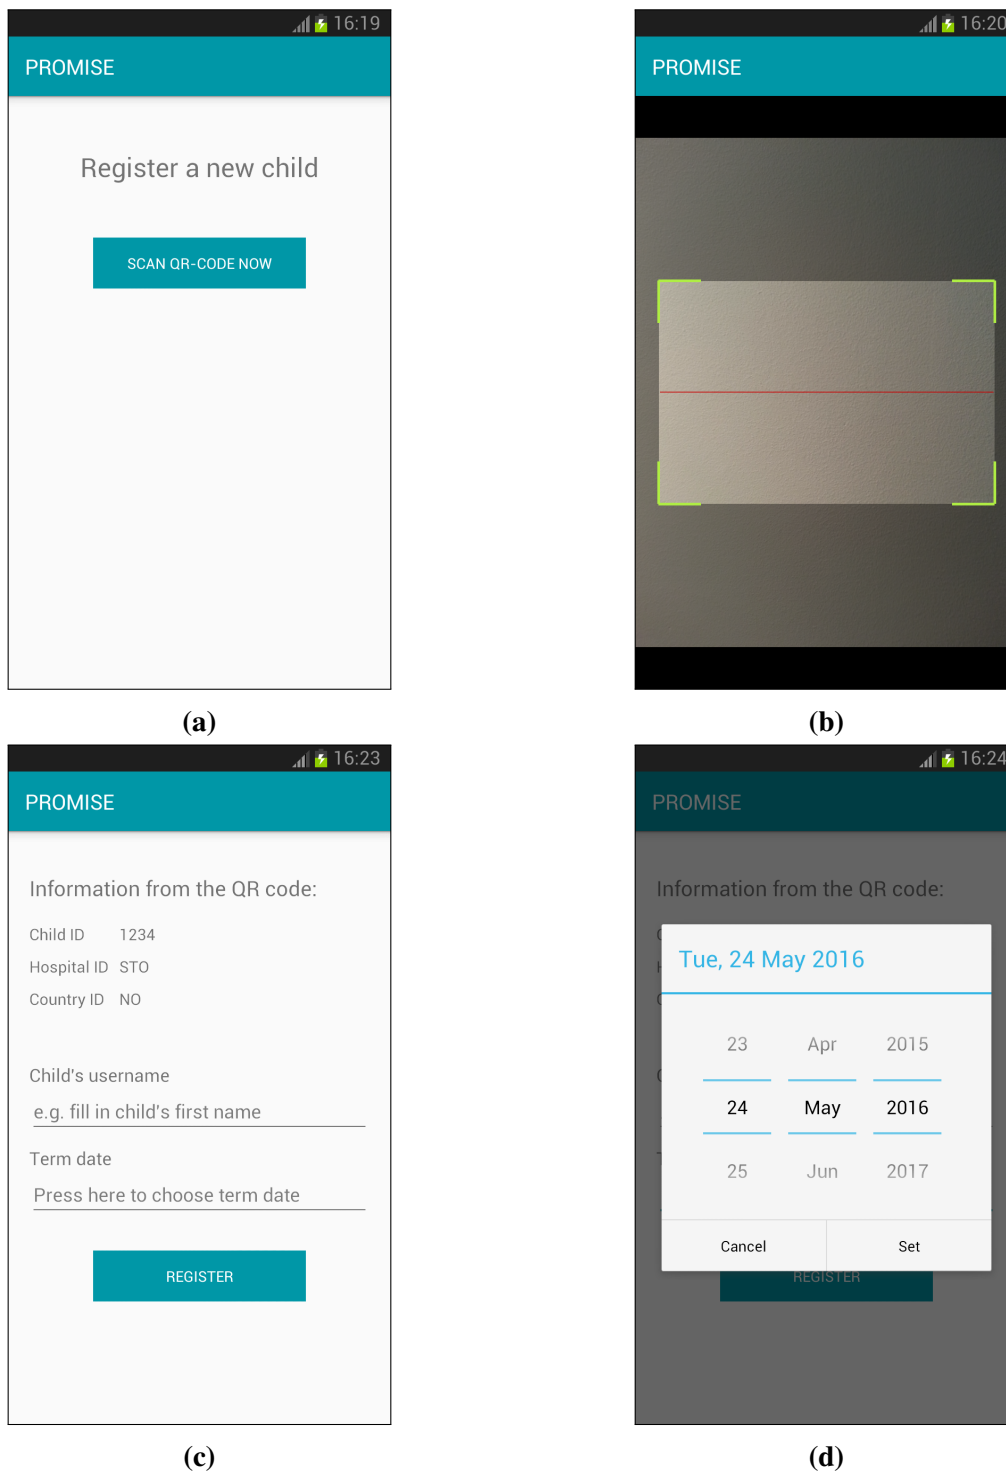 16:19
PROMISE
Register a new child
SCAN QR-CODE NOW
(a)
16:20
PROMISE
(b)
16:23
PROMISE
Information from the QR code:
Child ID 1234
Hospital ID STO
Country ID NO
Child's username
e.g. fill in child's first name
Term date
Press here to choose term date
REGISTER
(c)
16:24
PROMISE
Information from the QR code:
Tue, 24 May 2016
23 Apr 2015
24 May 2016
25 Jun 2017
Cancel Set
REGISTER
(d)